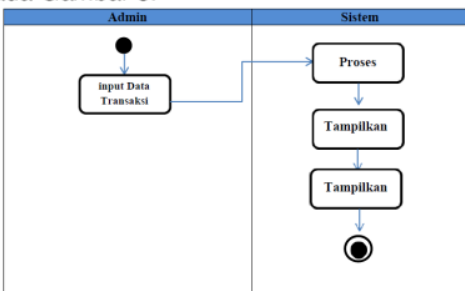 Admin
Sistem
input Data
Transaksi
Proses
Tampilkan
Tampilkan